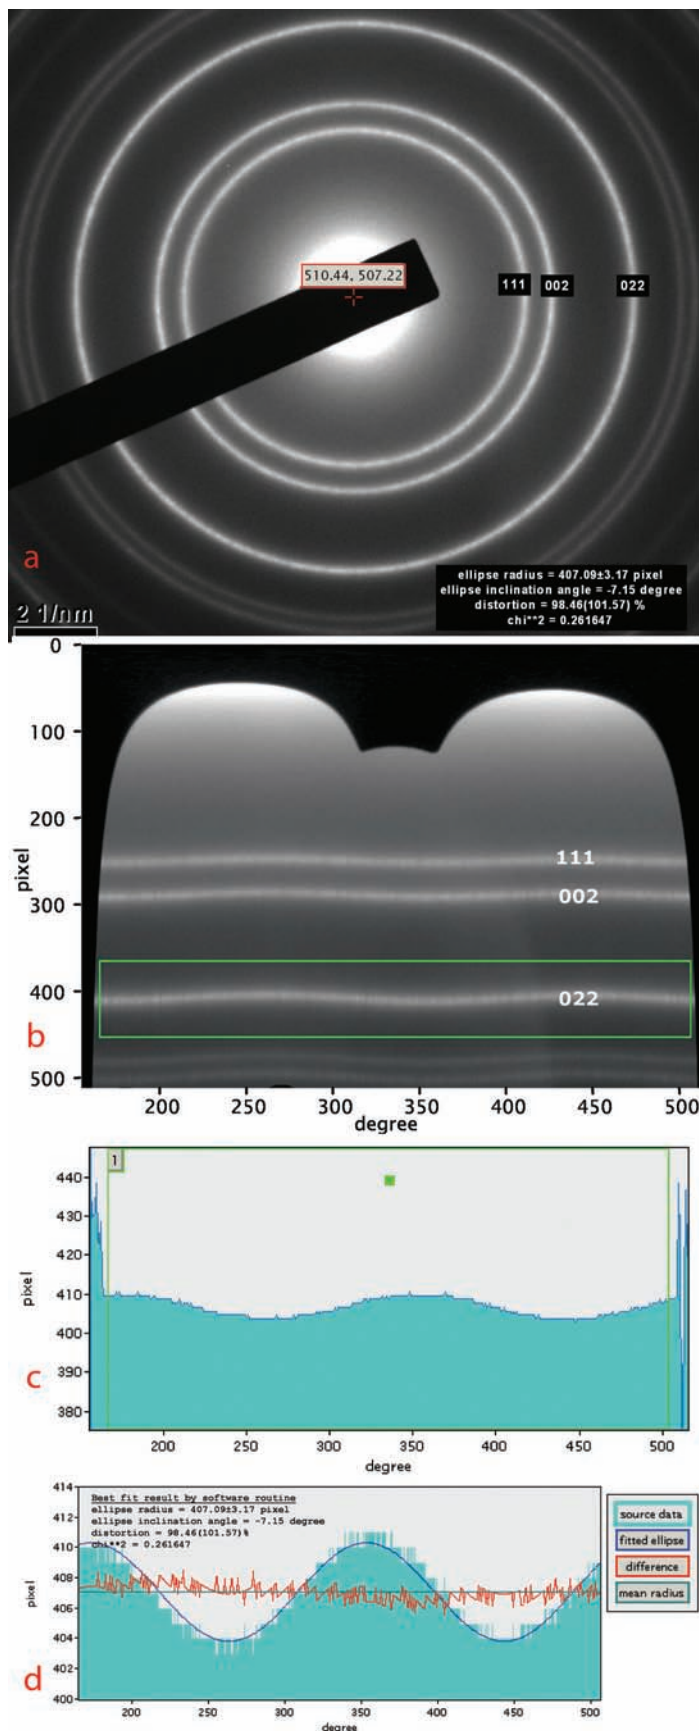 510.44, 507.22
111 002 022
a
ellipse radius = 407.09±3.17 pixel
ellipse inclination angle = -7.15 degree
distortion = 98.46(101.57) %
chi**2 = 0.261647
2 1/nm
0
100
200
300
400
500
pixel
111
002
022
b
200 250 300 350 400 450 500
degree
1
440
430
420
410
400
390
380
pixel
c
200 250 300 350 400 450 500
degree
414
412
410
408
406
404
402
400
pixel
Best fit result by software routine
ellipse radius = 407.09±3.17 pixel
ellipse inclination angle = -7.15 degree
distortion = 98.46(101.57)%
chi**2 = 0.261647
source data
fitted ellipse
difference
mean radius
d
200 250 300 350 400 450 500
degree